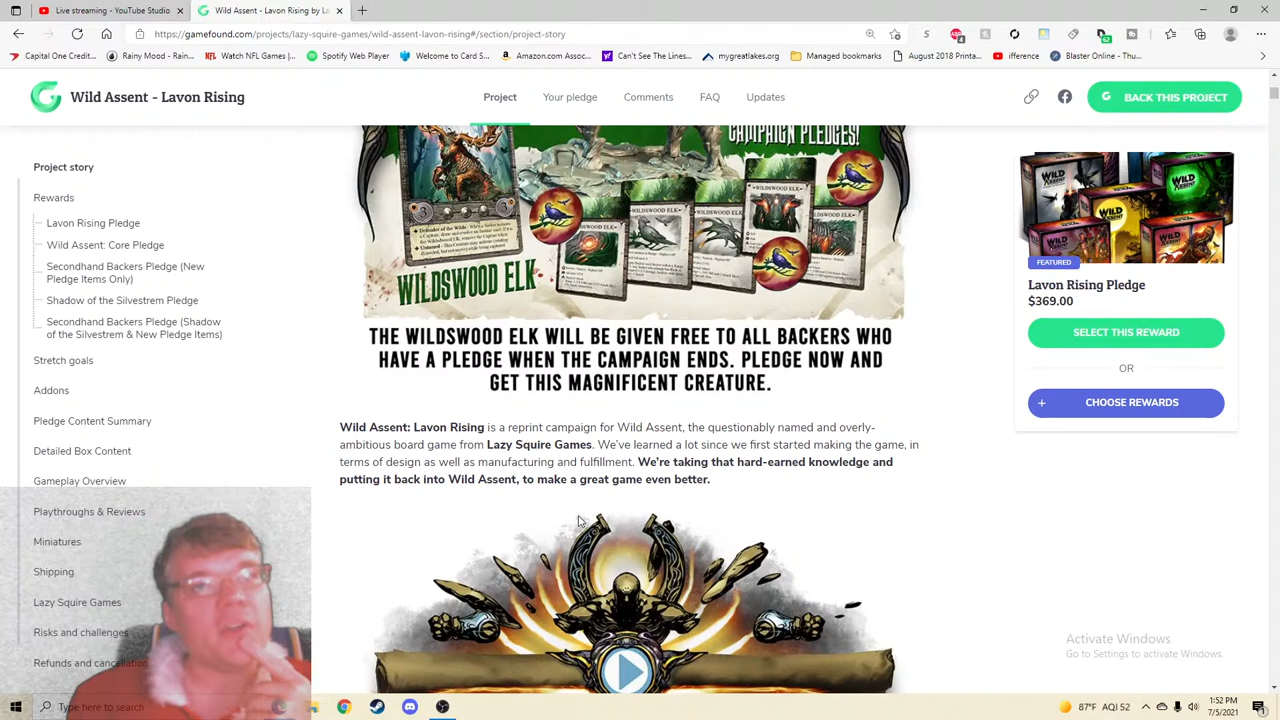 Live streaming - YouTube Studio
Wild Assent - Lavon Rising by La
https://gamefound.com/projects/lazy-squire-games/wild-assent-lavon-rising#/section/project-story
Capital One Credit...
Rainy Mood - Rain...
Watch NFL Games |...
Spotify Web Player
Welcome to Card S...
Amazon.com Assoc...
Can't See The Lines...
mygreatlakes.org
Managed bookmarks
August 2018 Printa...
ifference
Blaster Online - Thu...
Wild Assent - Lavon Rising
Project
Your pledge
Comments
FAQ
Updates
BACK THIS PROJECT
Project story
Rewards
Lavon Rising Pledge
Wild Assent: Core Pledge
Secondhand Backers Pledge (New
Pledge Items Only)
Shadow of the Silvestrem Pledge
Secondhand Backers Pledge (Shadow
of the Silvestrem & New Pledge Items)
Stretch goals
Addons
Pledge Content Summary
Detailed Box Content
Gameplay Overview
Playthroughs & Reviews
Miniatures
Shipping
Lazy Squire Games
Risks and challenges
Refunds and cancellation
CAMPAIGN PLEDGES!
WILDSWOOD ELK
THE WILDSWOOD ELK WILL BE GIVEN FREE TO ALL BACKERS WHO
HAVE A PLEDGE WHEN THE CAMPAIGN ENDS. PLEDGE NOW AND
GET THIS MAGNIFICENT CREATURE.
Wild Assent: Lavon Rising is a reprint campaign for Wild Assent, the questionably named and overly-
ambitious board game from Lazy Squire Games. We've learned a lot since we first started making the game, in
terms of design as well as manufacturing and fulfillment. We're taking that hard-earned knowledge and
putting it back into Wild Assent, to make a great game even better.
WILD ASSENT
FEATURED
Lavon Rising Pledge
$369.00
SELECT THIS REWARD
OR
+ CHOOSE REWARDS
Activate Windows
Go to Settings to activate Windows.
Type here to search
87°F AQI 52
1:52 PM
7/5/2021